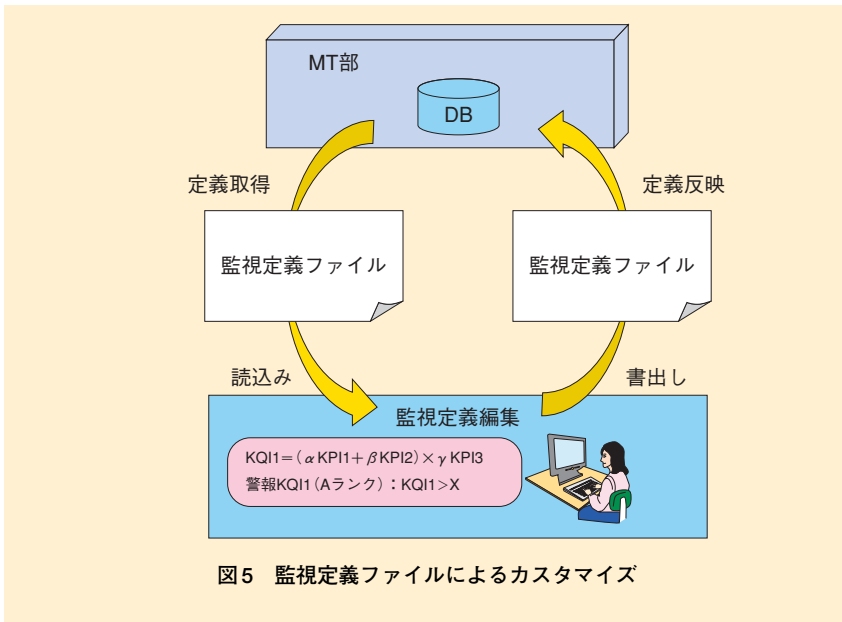 MT部
DB
定義取得
定義反映
監視定義ファイル
監視定義ファイル
読込み
書出し
監視定義編集
KQI1=(αKPI1+βKPI2)×γKPI3
警報KQI1(Aランク):KQI1>X
図5 監視定義ファイルによるカスタマイズ